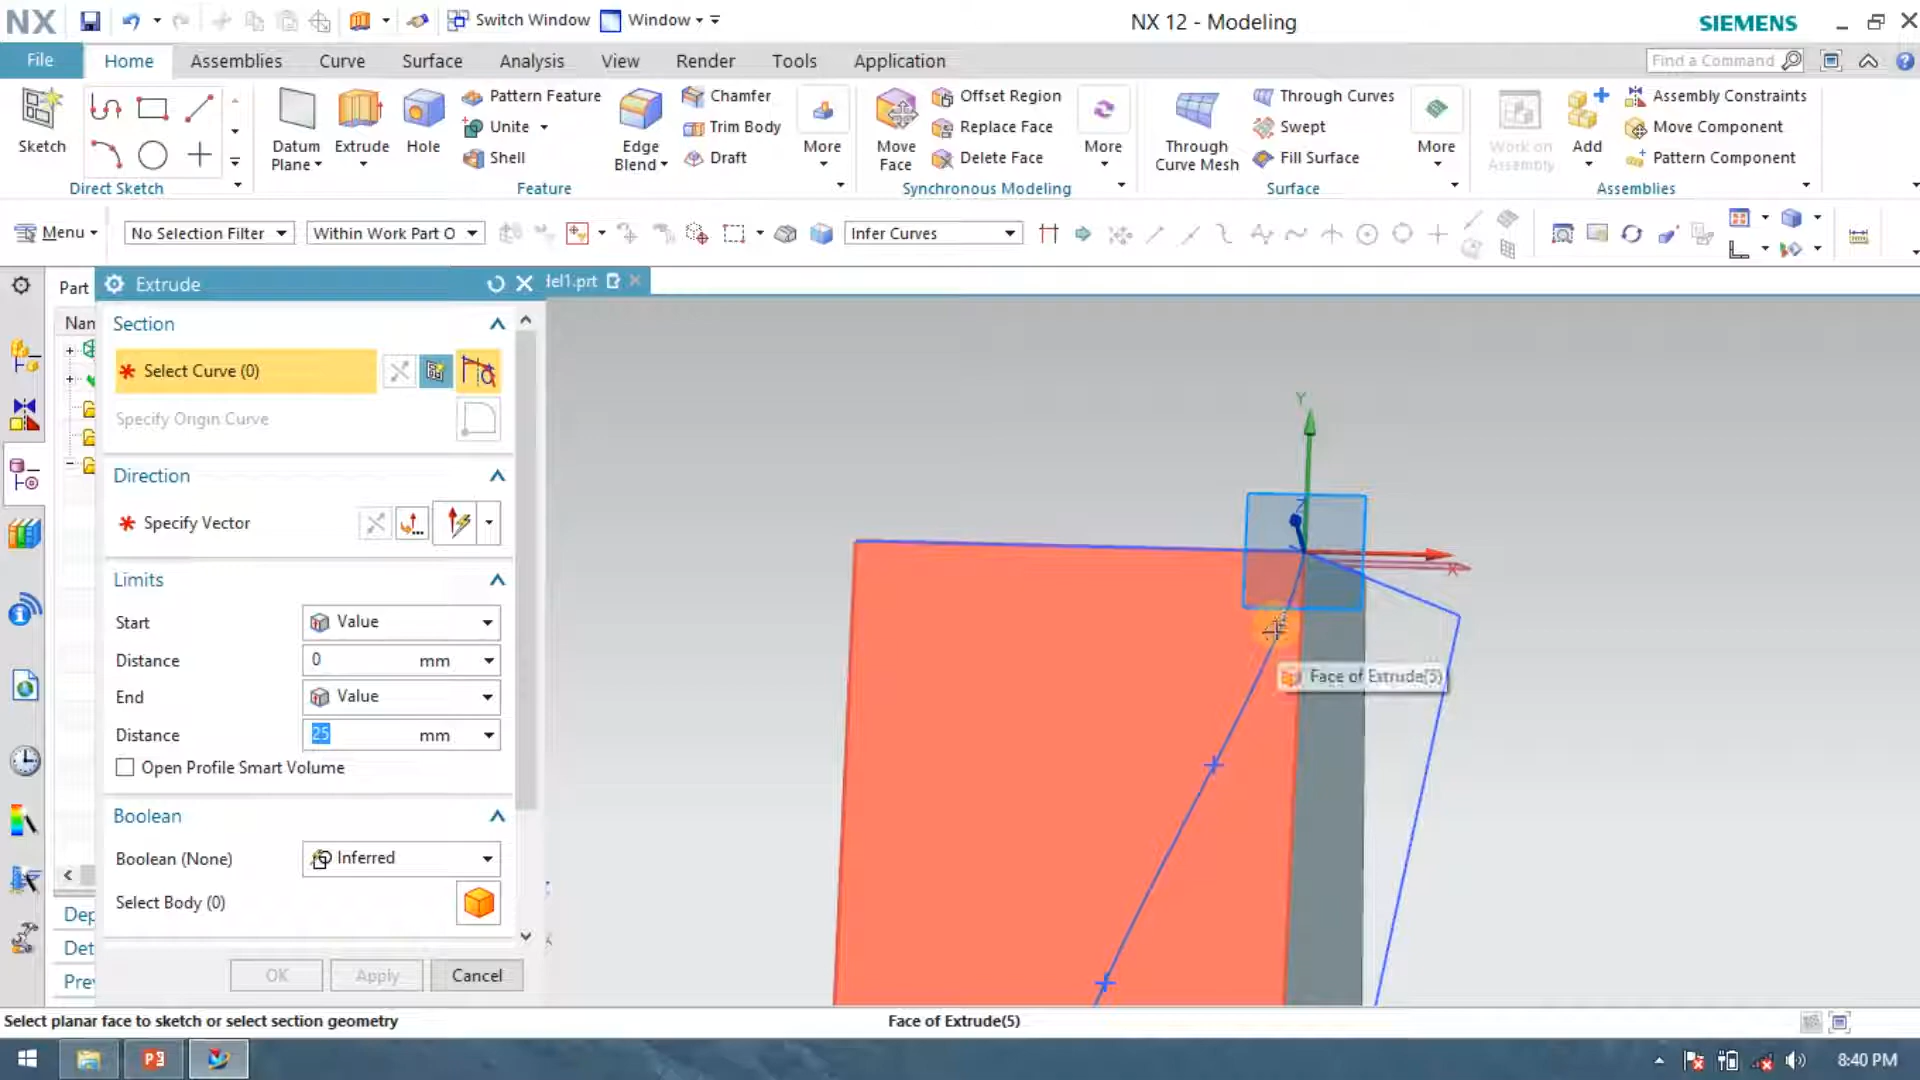 NX
Switch Window
Window
NX 12 - Modeling
SIEMENS
File
Home
Assemblies
Curve
Surface
Analysis
View
Render
Tools
Application
Find a Command
Sketch
Direct Sketch
Datum Plane
Extrude
Hole
Pattern Feature
Unite
Shell
Edge Blend
Chamfer
Trim Body
Draft
More
Feature
Move Face
Offset Region
Replace Face
Delete Face
More
Synchronous Modeling
Through Curve Mesh
Through Curves
Swept
Fill Surface
More
Surface
Work on Assembly
Add
Assembly Constraints
Move Component
Pattern Component
Assemblies
Menu
No Selection Filter
Within Work Part O
Infer Curves
Part
Nam
Extrude
del1.prt
Section
Select Curve (0)
Specify Origin Curve
Direction
Specify Vector
Limits
Start
Value
Distance
0
mm
End
Value
Distance
25
mm
Open Profile Smart Volume
Boolean
Boolean (None)
Inferred
Select Body (0)
OK
Apply
Cancel
Dep
Det
Pre
Y
Z
X
Face of Extrude(5)
Select planar face to sketch or select section geometry
Face of Extrude(5)
8:40 PM